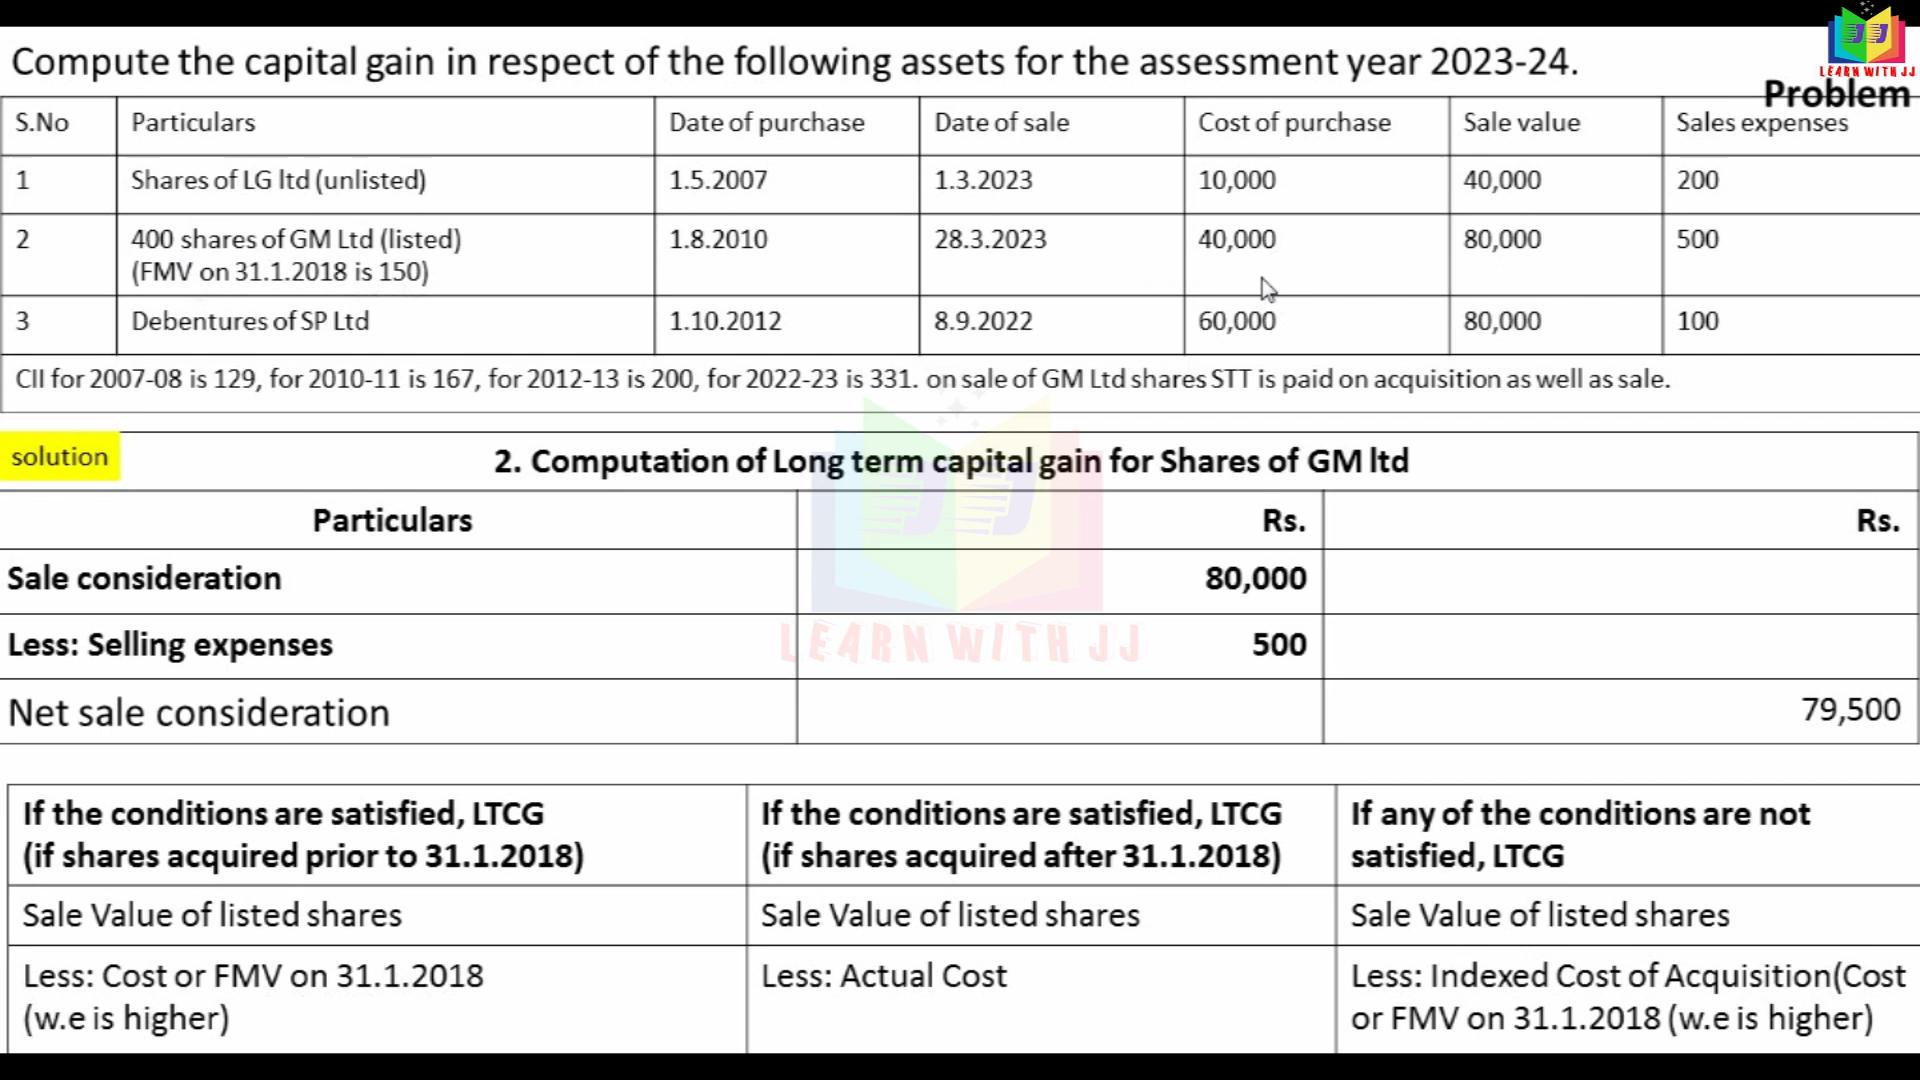 LEARN WITH JJ
Compute the capital gain in respect of the following assets for the assessment year 2023-24.
Problem
S.No Particulars Date of purchase Date of sale Cost of purchase Sale value Sales expenses
1 Shares of LG ltd (unlisted) 1.5.2007 1.3.2023 10,000 40,000 200
2 400 shares of GM Ltd (listed) 1.8.2010 28.3.2023 40,000 80,000 500
(FMV on 31.1.2018 is 150)
3 Debentures of SP Ltd 1.10.2012 8.9.2022 60,000 80,000 100
CII for 2007-08 is 129, for 2010-11 is 167, for 2012-13 is 200, for 2022-23 is 331. on sale of GM Ltd shares STT is paid on acquisition as well as sale.
solution
2. Computation of Long term capital gain for Shares of GM ltd
Particulars Rs. Rs.
Sale consideration 80,000
Less: Selling expenses 500
LEARN WITH JJ
Net sale consideration 79,500
If the conditions are satisfied, LTCG
(if shares acquired prior to 31.1.2018)
If the conditions are satisfied, LTCG
(if shares acquired after 31.1.2018)
If any of the conditions are not
satisfied, LTCG
Sale Value of listed shares Sale Value of listed shares Sale Value of listed shares
Less: Cost or FMV on 31.1.2018
(w.e is higher)
Less: Actual Cost
Less: Indexed Cost of Acquisition(Cost
or FMV on 31.1.2018 (w.e is higher)